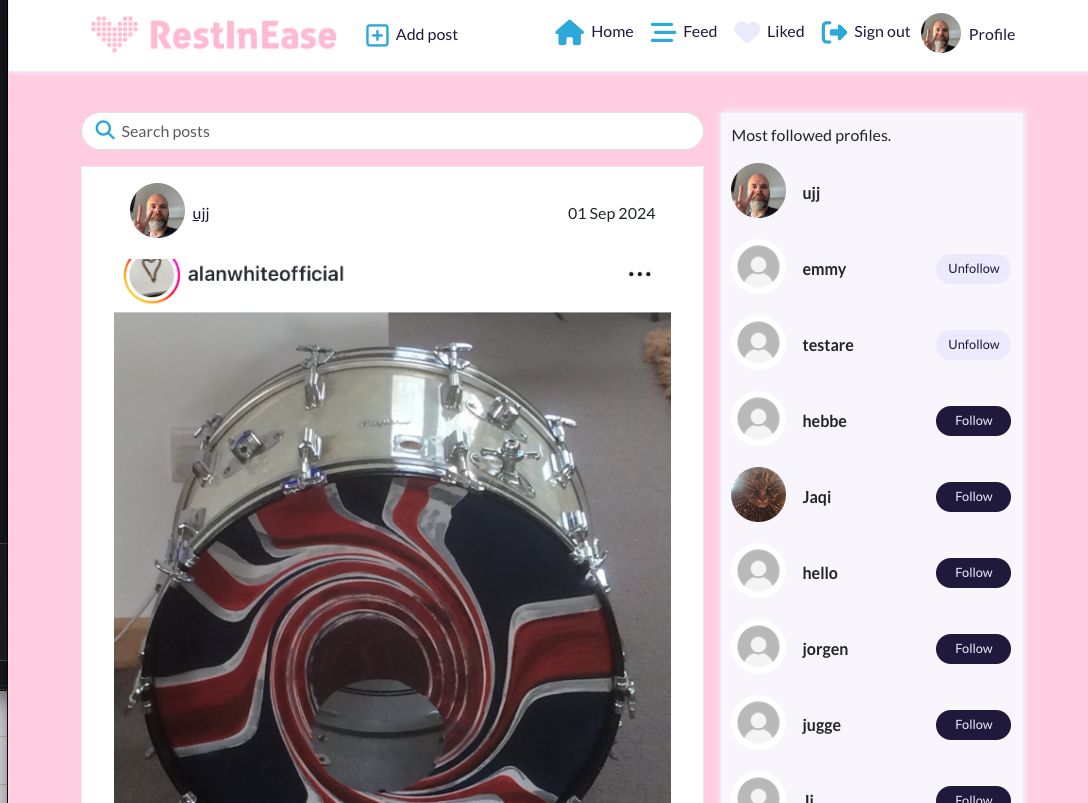 RestInEase
Add post
Home
Feed
Liked
Sign out
Profile
Search posts
ujj
01 Sep 2024
alanwhiteofficial
Most followed profiles.
ujj
emmy
Unfollow
testare
Unfollow
hebbe
Follow
Jaqi
Follow
hello
Follow
jorgen
Follow
jugge
Follow
Follow